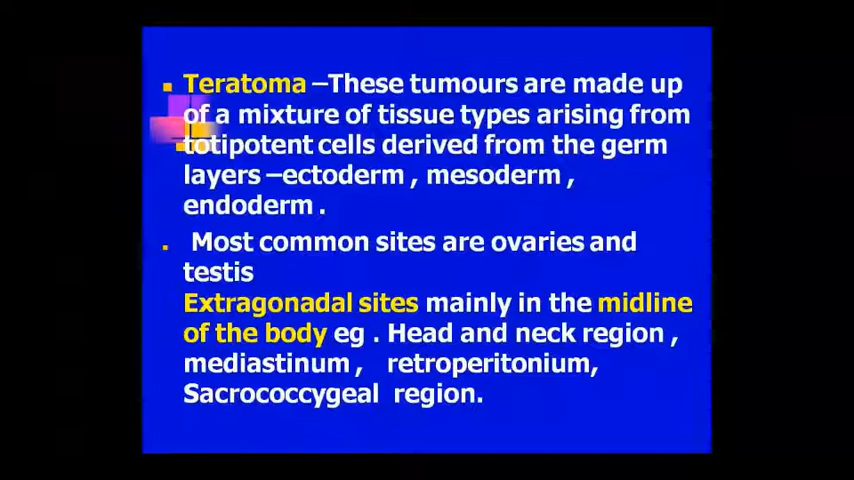 Teratoma –These tumours are made up
of a mixture of tissue types arising from
totipotent cells derived from the germ
layers –ectoderm , mesoderm ,
endoderm .
Most common sites are ovaries and
testis
Extragonadal sites mainly in the midline
of the body eg . Head and neck region ,
mediastinum , retroperitonium,
Sacrococcygeal region.